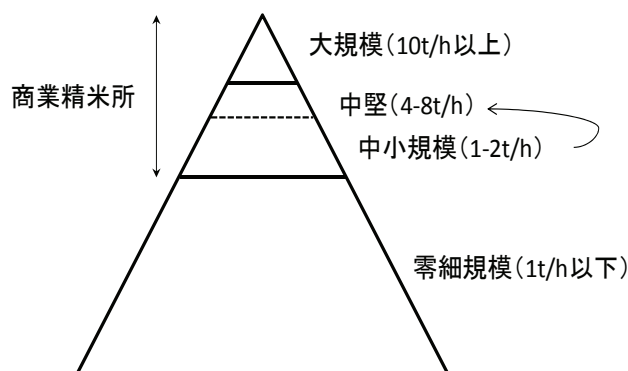 大規模（10t/h以上）
商業精米所
中堅（4-8t/h）
中小規模（1-2t/h）
零細規模（1t/h以下）